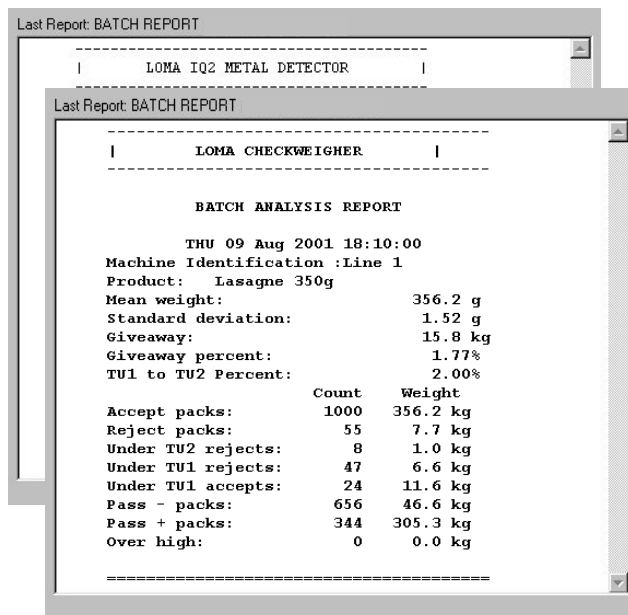 Last Report: BATCH REPORT
----------------------------------------
| LOMA IQ2 METAL DETECTOR |
----------------------------------------
Last Report: BATCH REPORT
----------------------------------------
| LOMA CHECKWEIGHER |
----------------------------------------
BATCH ANALYSIS REPORT
THU 09 Aug 2001 18:10:00
Machine Identification :Line 1
Product: Lasagne 350g
Mean weight: 356.2 g
Standard deviation: 1.52 g
Giveaway: 15.8 kg
Giveaway percent: 1.77%
TU1 to TU2 Percent: 2.00%
Count Weight
Accept packs: 1000 356.2 kg
Reject packs: 55 7.7 kg
Under TU2 rejects: 8 1.0 kg
Under TU1 rejects: 47 6.6 kg
Under TU1 accepts: 24 11.6 kg
Pass - packs: 656 46.6 kg
Pass + packs: 344 305.3 kg
Over high: 0 0.0 kg
========================================